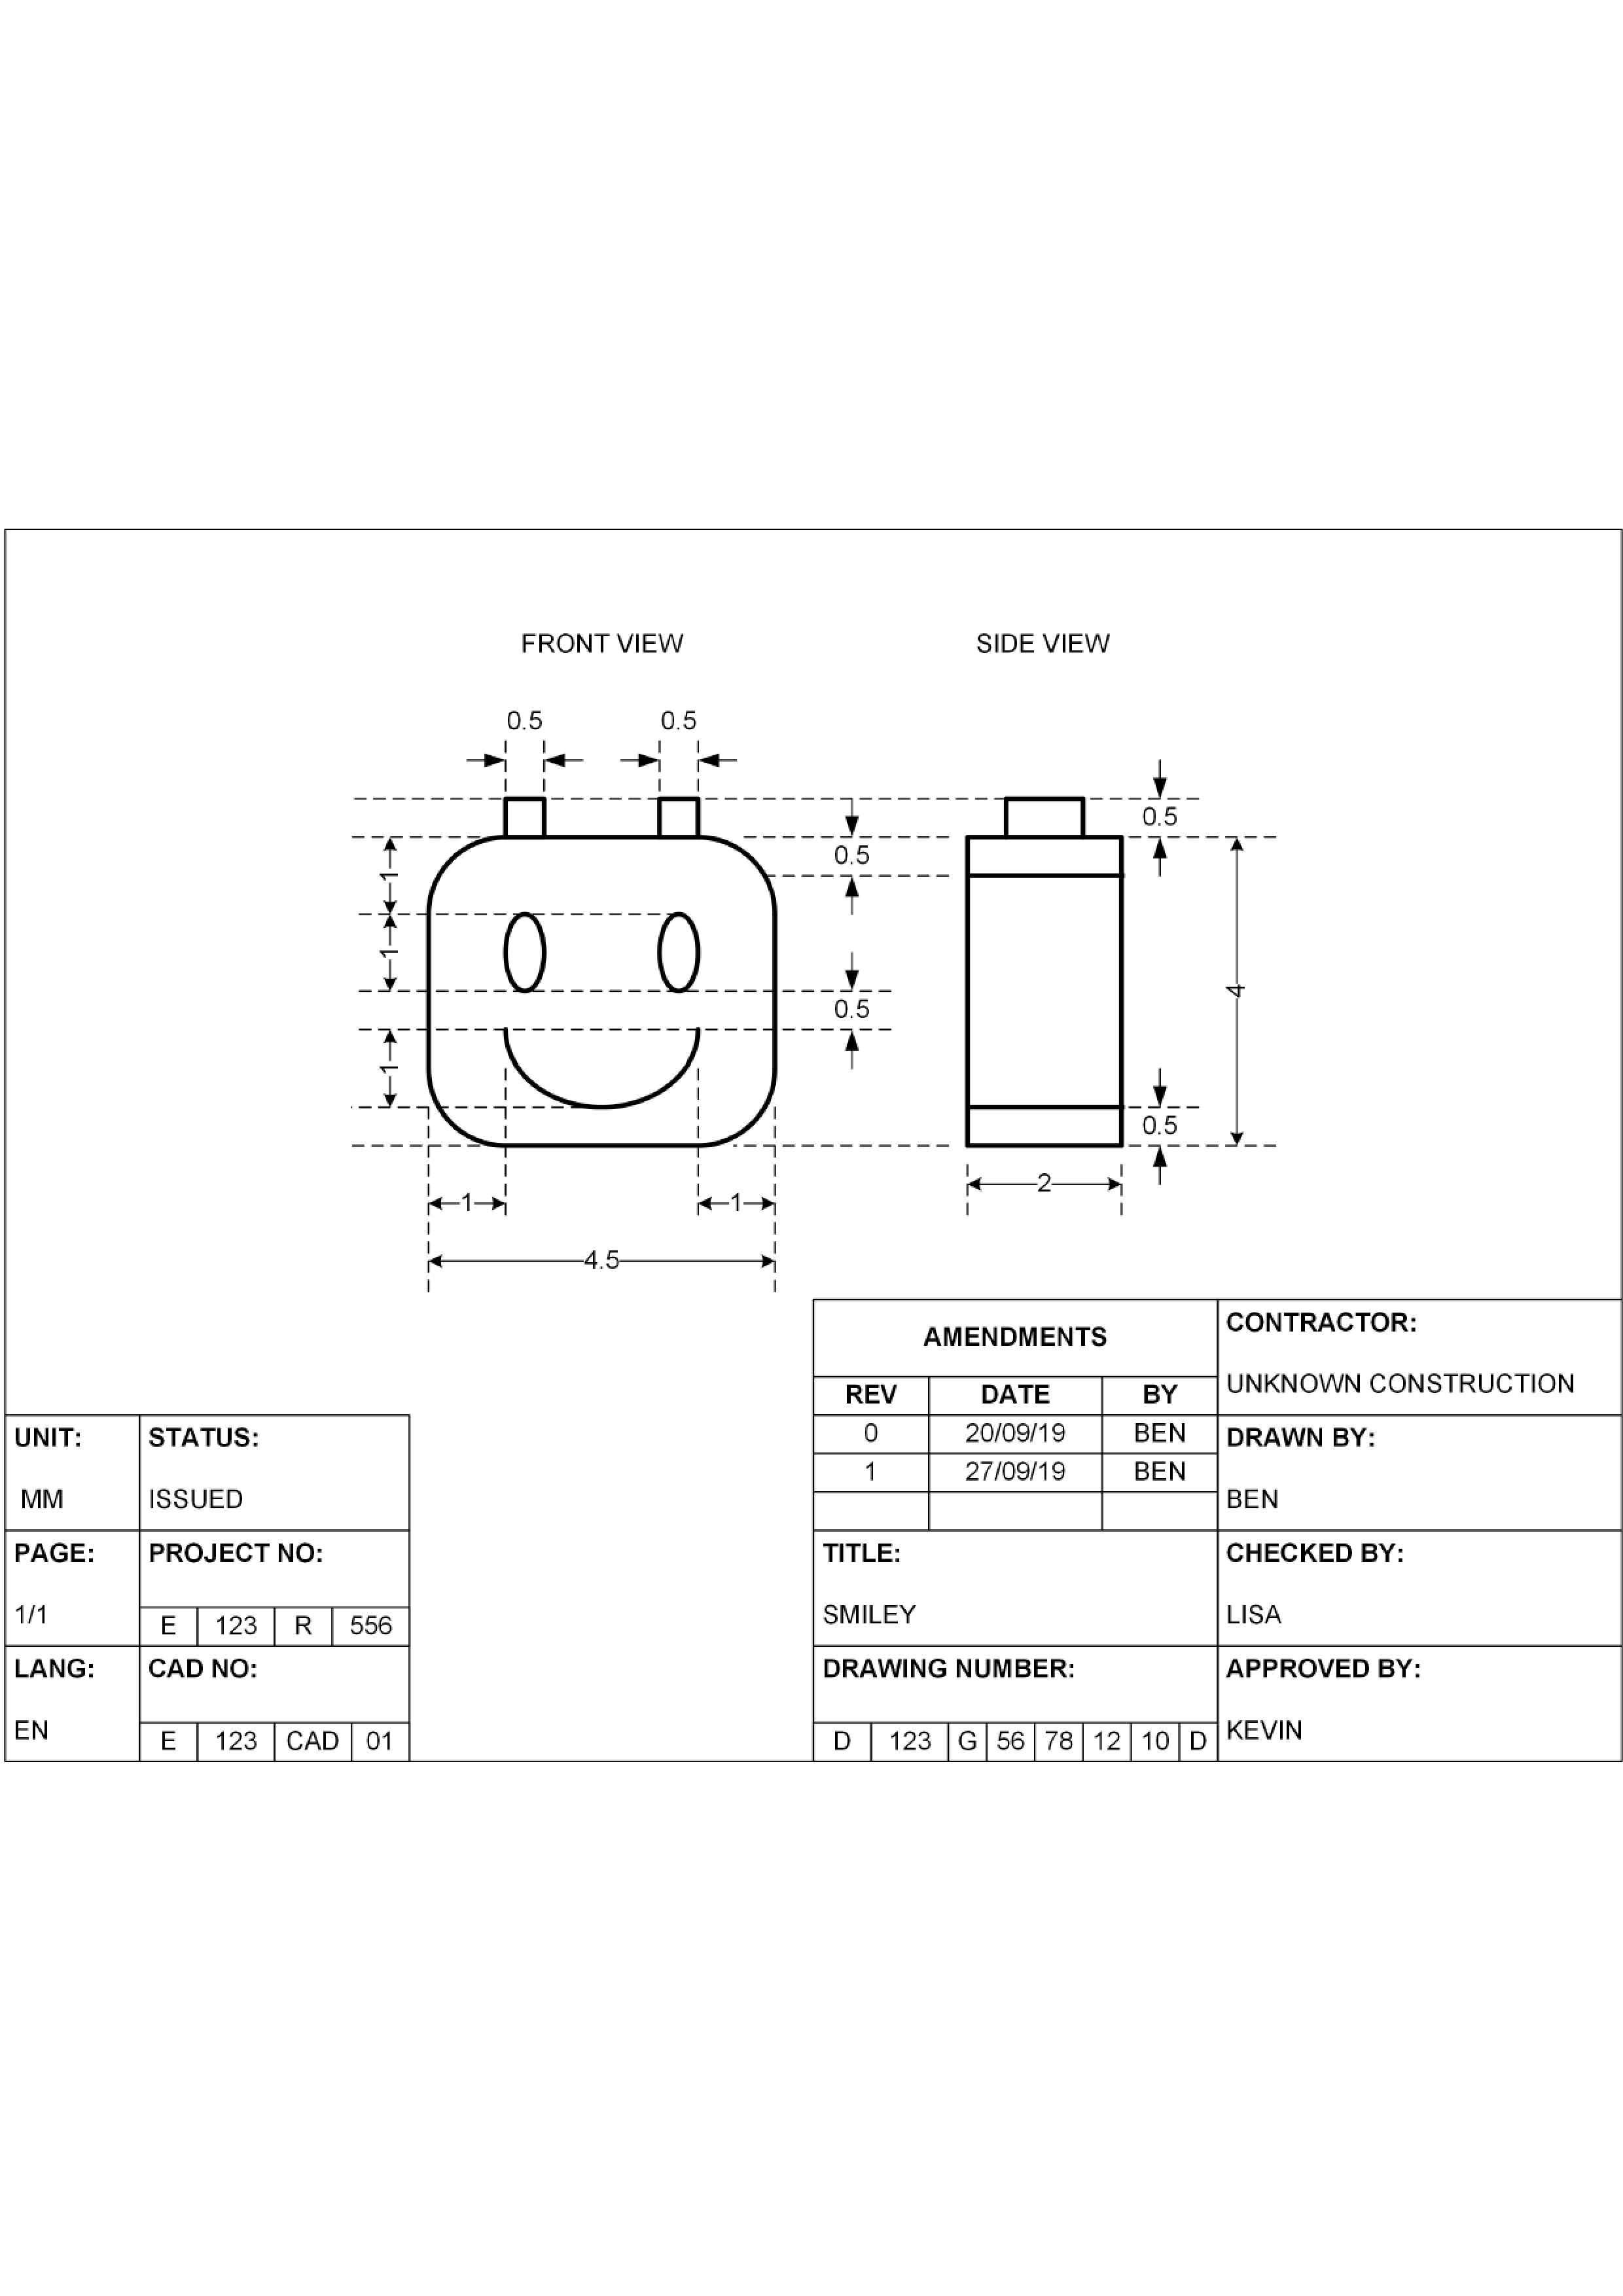 FRONT VIEW
SIDE VIEW
0.5
0.5
0.5
0.5
1
1
0.5
4
1
0.5
2
1
1
4.5
AMENDMENTS
REV DATE BY
0 20/09/19 BEN
1 27/09/19 BEN
CONTRACTOR:
UNKNOWN CONSTRUCTION
DRAWN BY:
BEN
UNIT:
MM
STATUS:
ISSUED
PAGE:
1/1
PROJECT NO:
E 123 R 556
TITLE:
SMILEY
CHECKED BY:
LISA
LANG:
EN
CAD NO:
E 123 CAD 01
DRAWING NUMBER:
D 123 G 56 78 12 10 D
APPROVED BY:
KEVIN